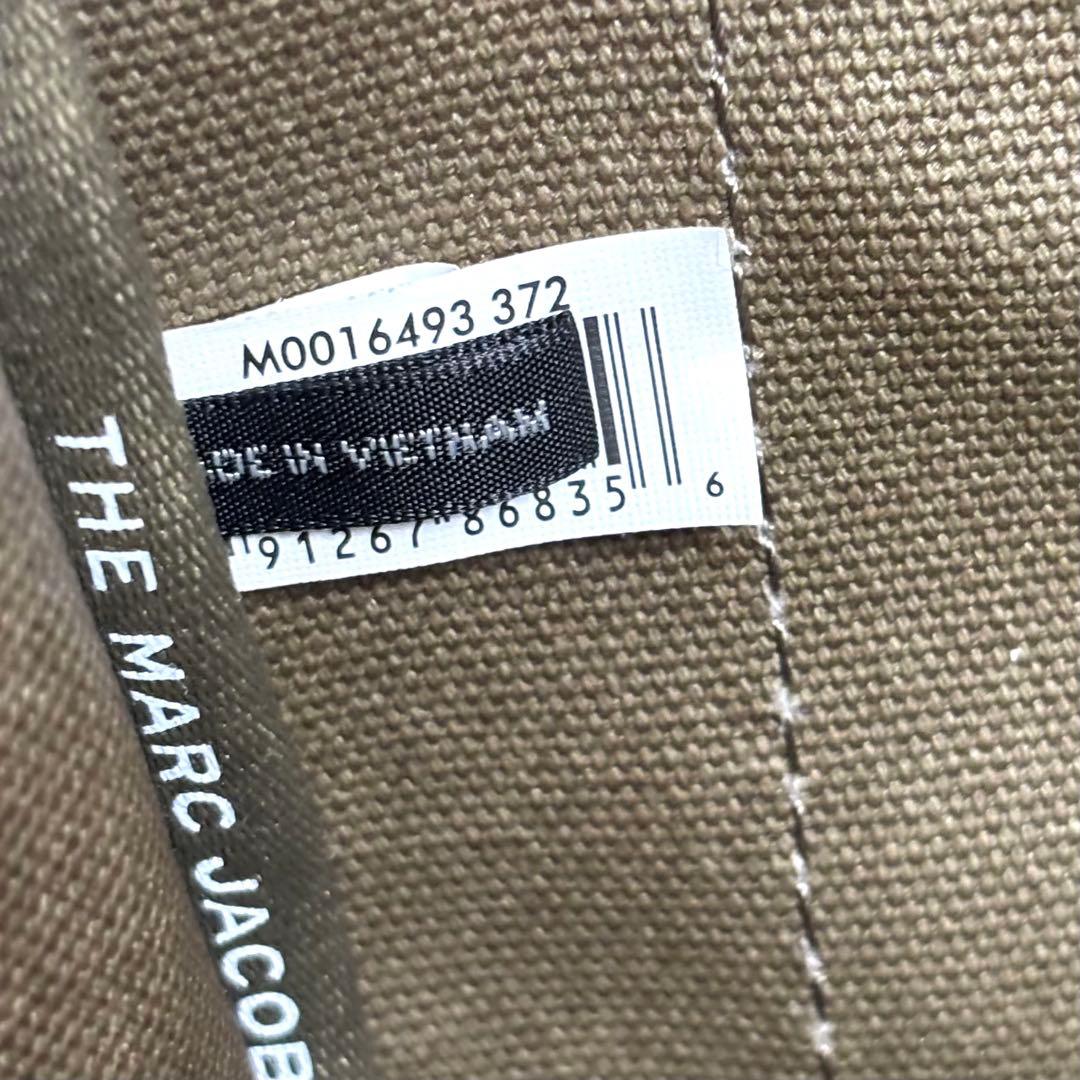 M0016493 372
DE IN VIETNAM
91267 86835 6
THE MARC JACOB